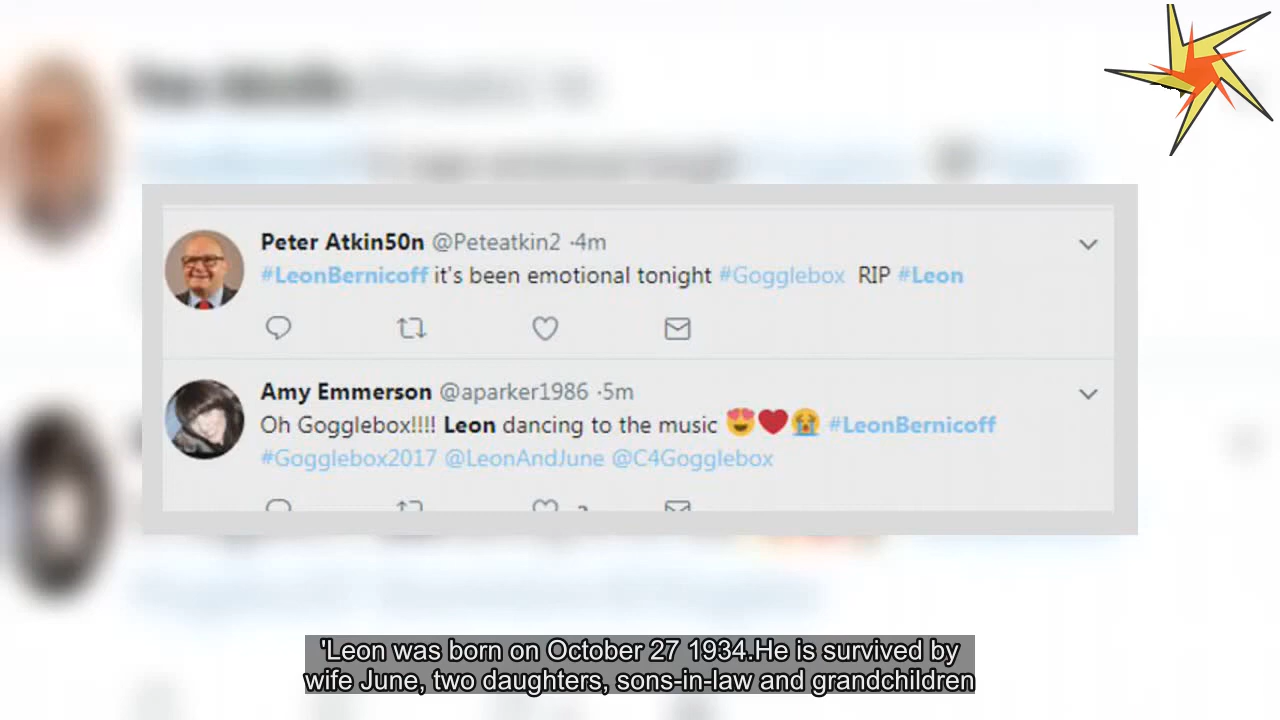 Peter Atkin50n @Peteatkin2 ·4m
#LeonBernicoff it's been emotional tonight #Gogglebox RIP #Leon
Amy Emmerson @aparker1986 ·5m
Oh Gogglebox!!!! Leon dancing to the music 😍❤️😭 #LeonBernicoff
#Gogglebox2017 @LeonAndJune @C4Gogglebox
'Leon was born on October 27 1934.He is survived by
wife June, two daughters, sons-in-law and grandchildren